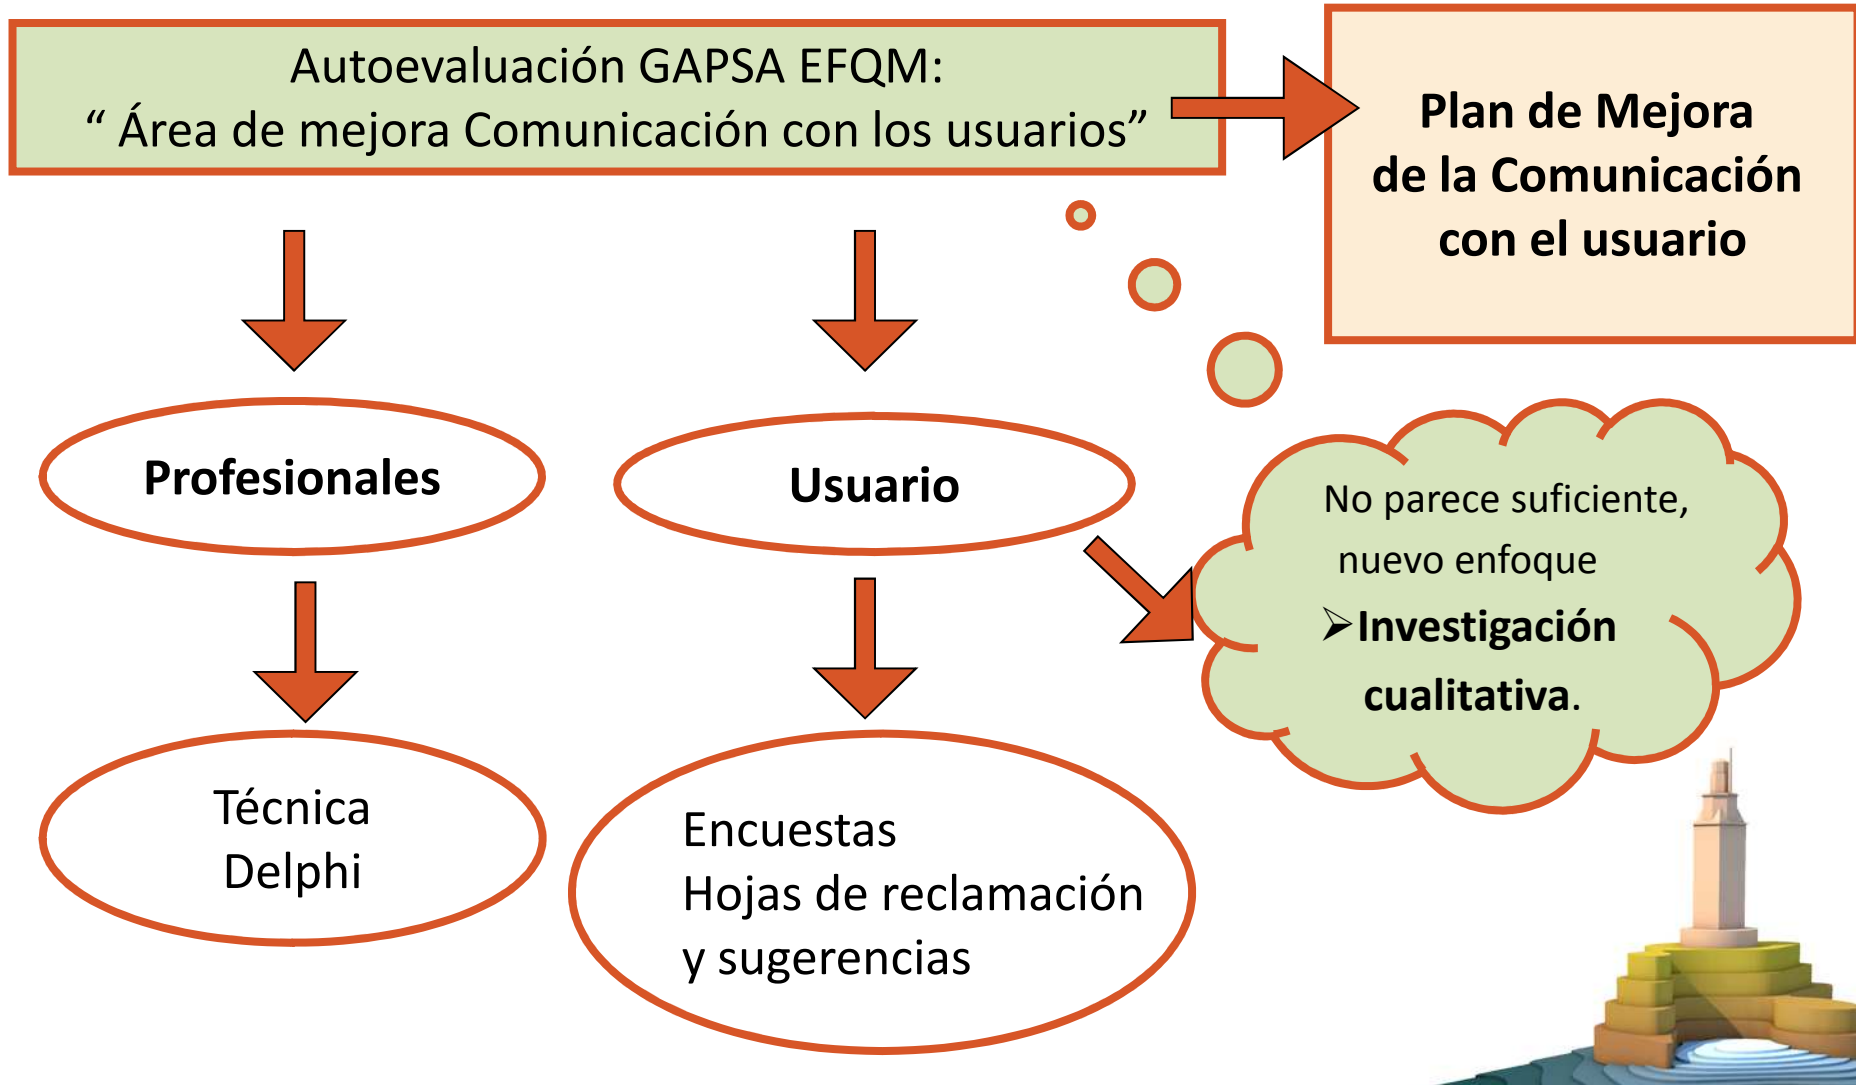 Autoevaluación GAPSA EFQM:
“ Área de mejora Comunicación con los usuarios”
Plan de Mejora
de la Comunicación
con el usuario
Profesionales
Usuario
No parece suficiente,
nuevo enfoque
➢Investigación
cualitativa.
Técnica
Delphi
Encuestas
Hojas de reclamación
y sugerencias